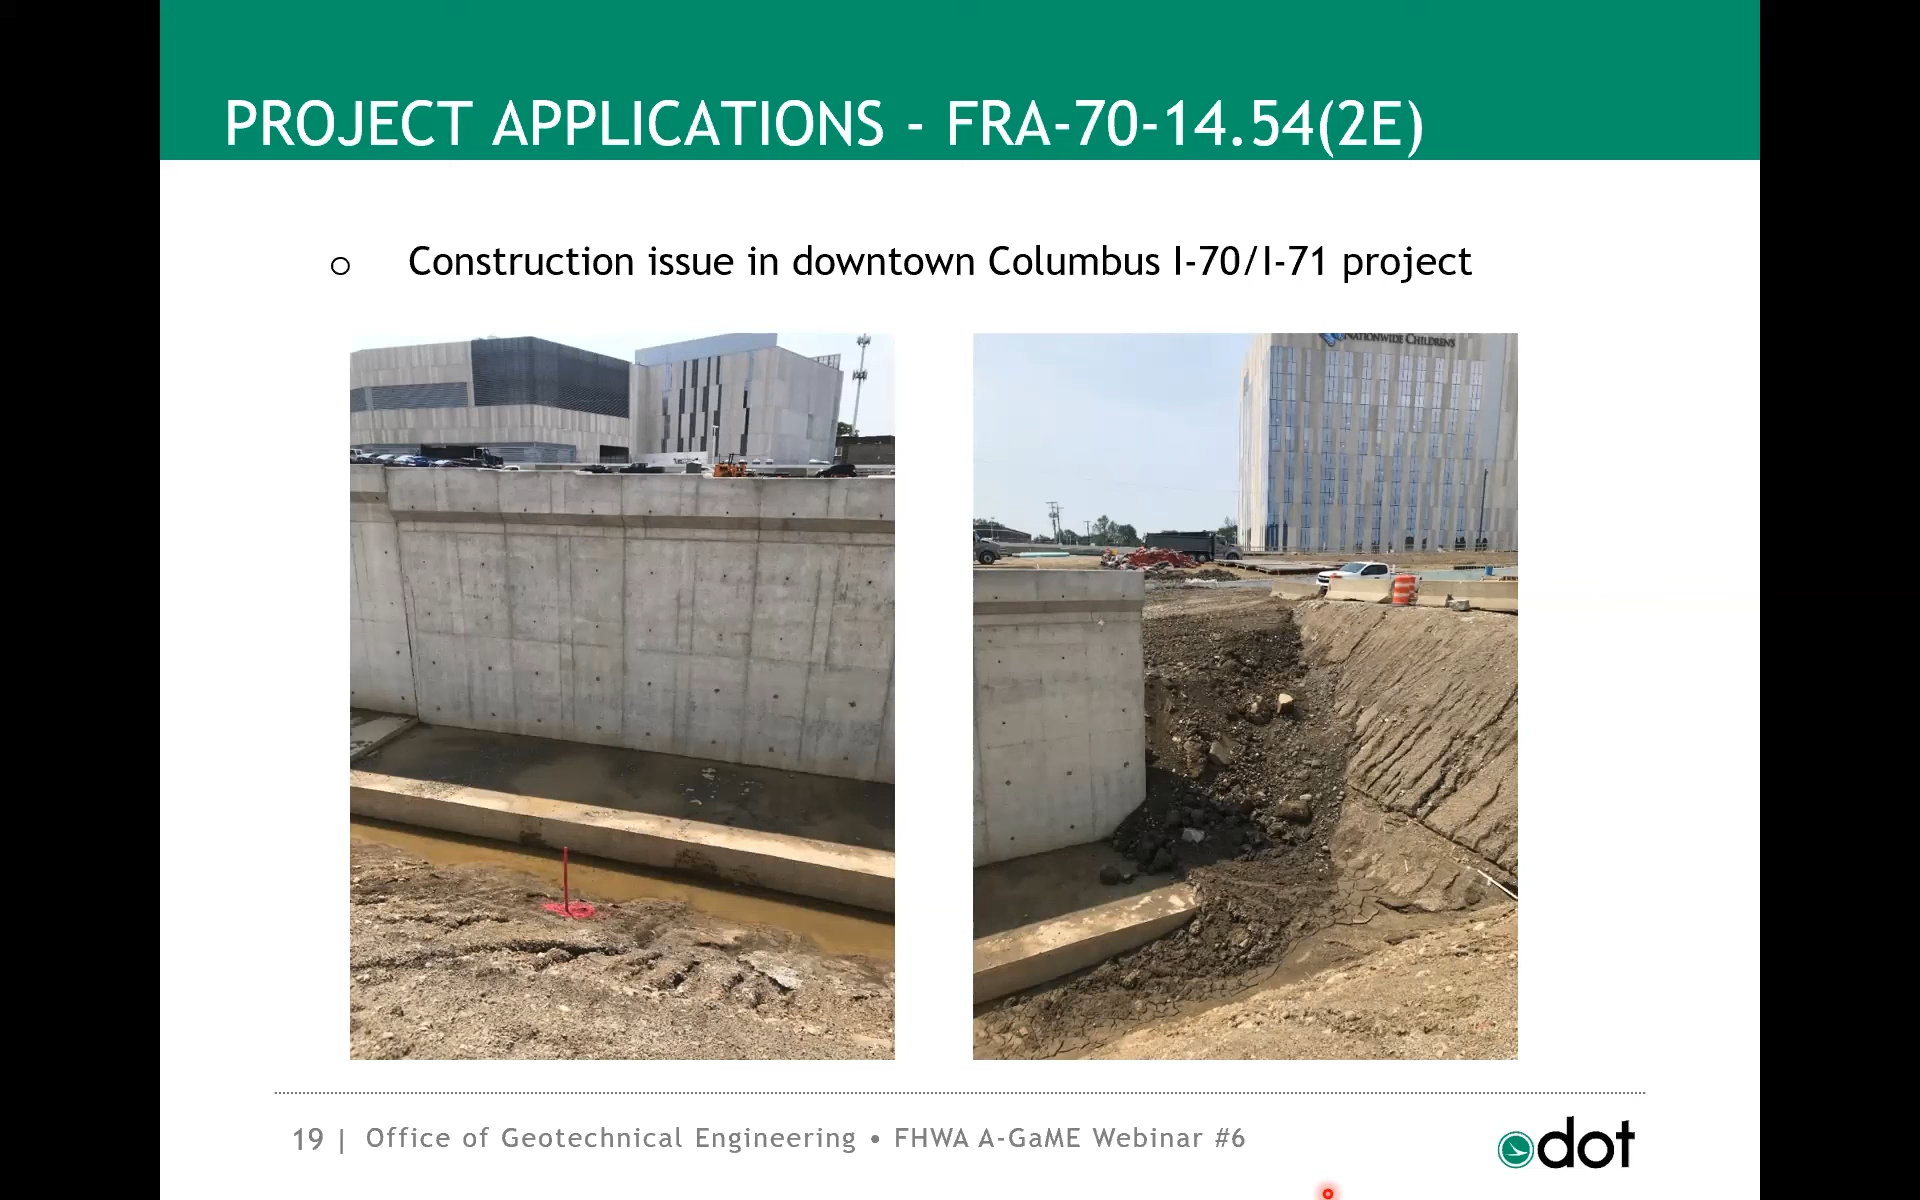 PROJECT APPLICATIONS - FRA-70-14.54(2E)
○ Construction issue in downtown Columbus I-70/I-71 project
NATIONWIDE CHILDREN'S
19 | Office of Geotechnical Engineering • FHWA A-GaME Webinar #6
dot